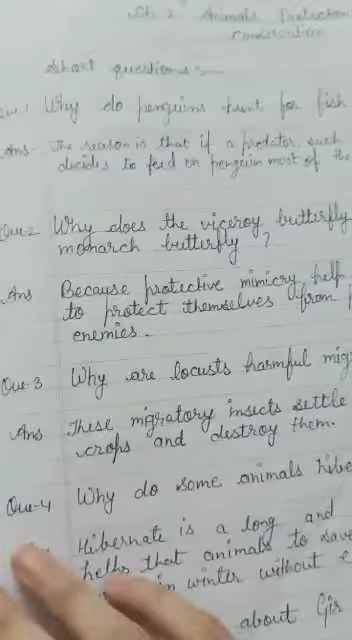 Ch 2 Animals Protection
Conservation
Short questions:-
Que-1 Why do penguins hunt for fish
Ans The reason is that if a predator such
decides to feed on penguin most of the
Que-2 Why does the viceroy butterfly
monarch butterfly ?
Ans Because protective mimicry help
to protect themselves from
enemies.
Que-3 Why are locusts harmful mig
Ans These migratory insects settle
crops and destroy them.
Que-4 Why do some animals hibe
Hibernate is a long and
helps that animals to save
in winter without
about Gir